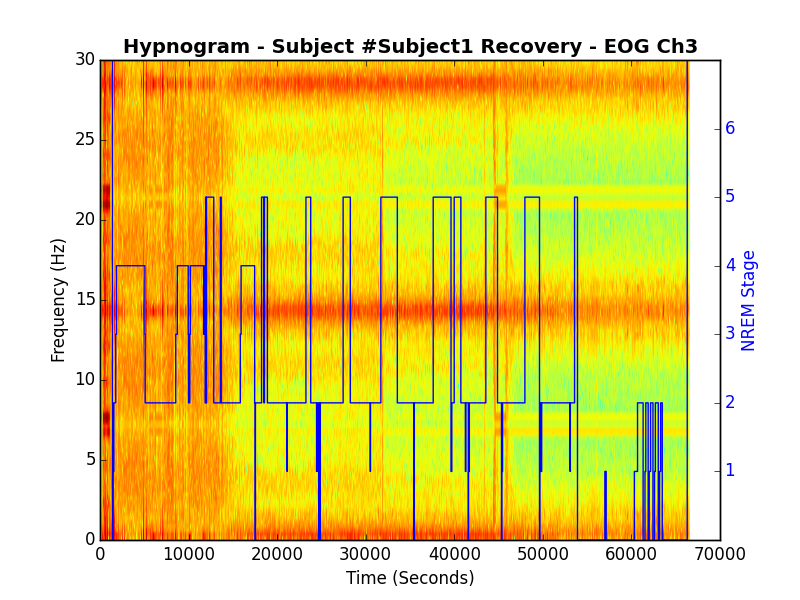 Hypnogram - Subject #Subject1 Recovery - EOG Ch3
30
25
20
15
10
5
0
Frequency (Hz)
6
5
4
3
2
1
NREM Stage
0 10000 20000 30000 40000 50000 60000 70000
Time (Seconds)